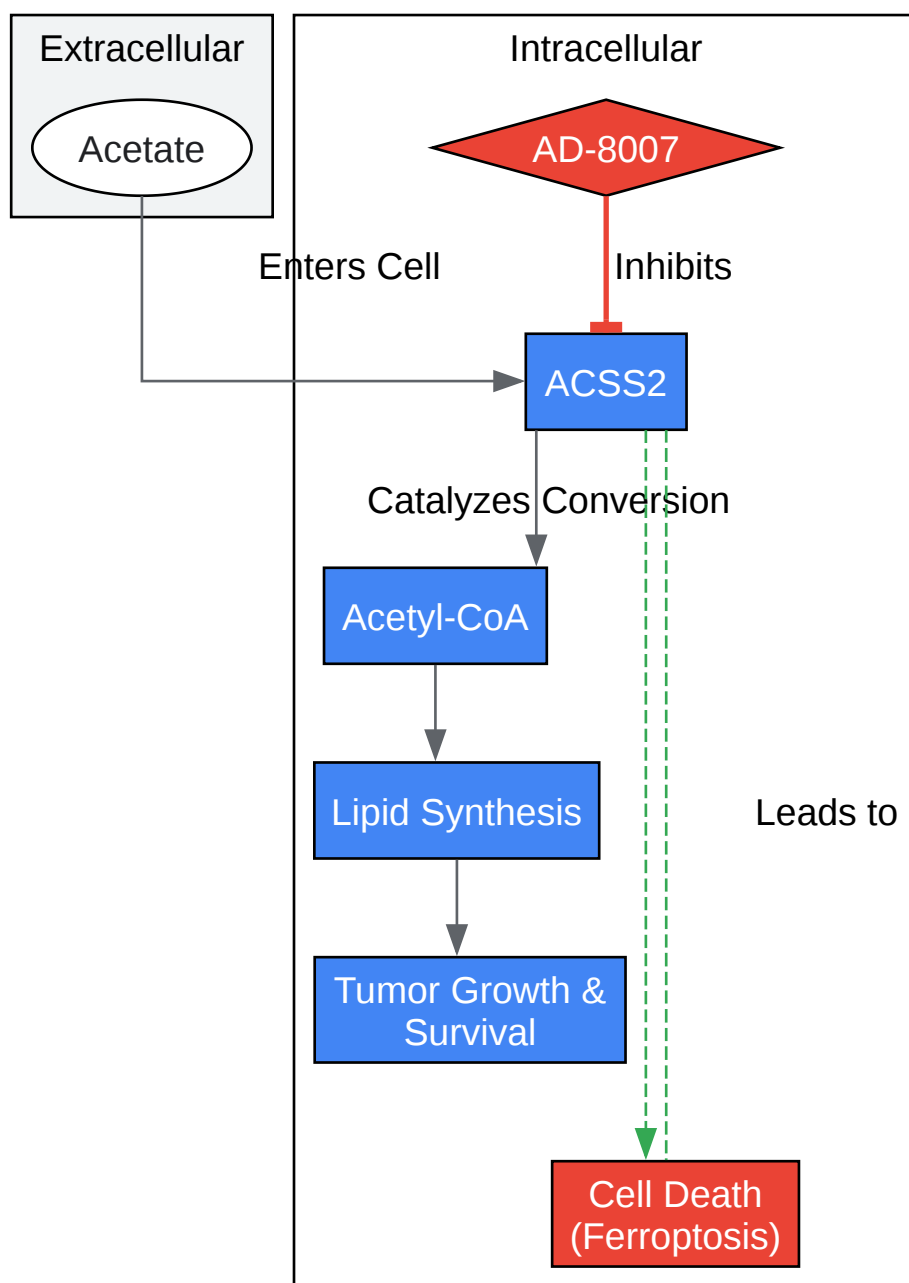 Extracellular
Intracellular
Acetate
AD-8007
Enters Cell
Inhibits
ACSS2
Catalyzes Conversion
Acetyl-CoA
Lipid Synthesis
Leads to
Tumor Growth &
Survival
Cell Death
(Ferroptosis)